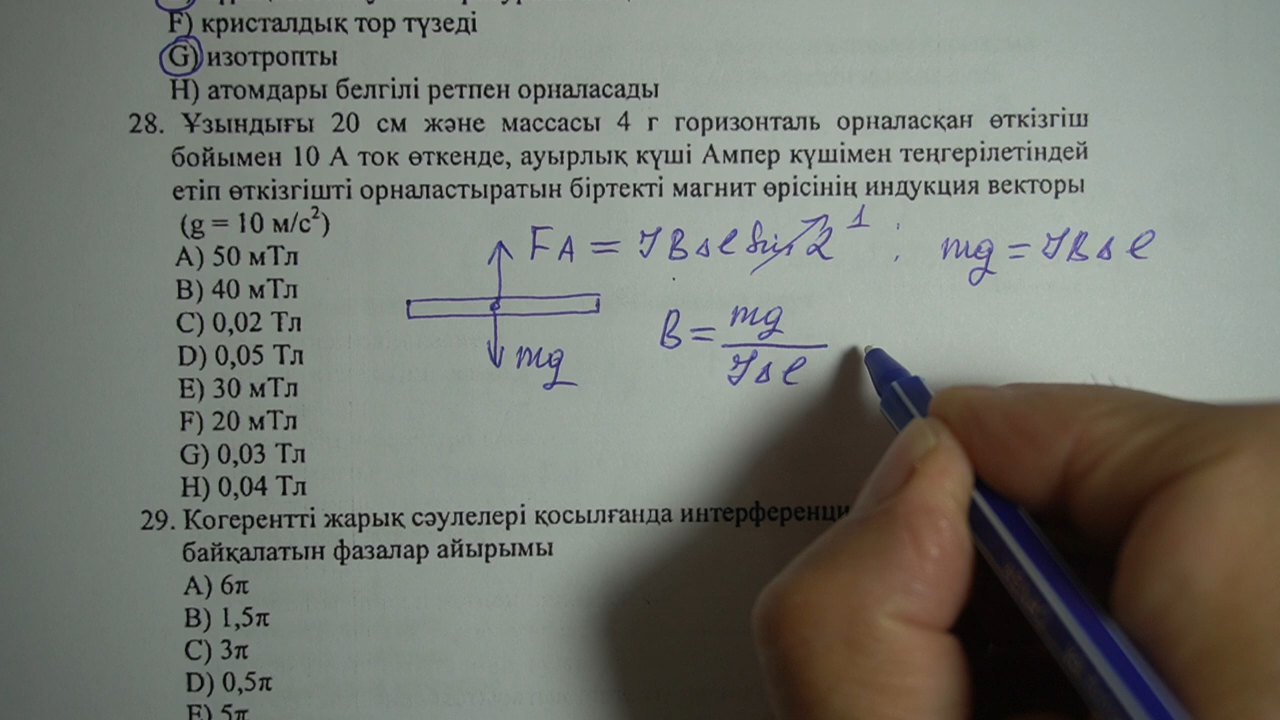 F) кристалдық тор түзеді
G) изотропты
H) атомдары белгілі ретпен орналасады
28. Ұзындығы 20 см және массасы 4 г горизонталь орналасқан өткізгіш
бойымен 10 А ток өткенде, ауырлық күші Ампер күшімен теңгерілетіндей
етіп өткізгішті орналастыратын біртекті магнит өрісінің индукция векторы
(g = 10 м/с²)
A) 50 мТл
B) 40 мТл
C) 0,02 Тл
D) 0,05 Тл
E) 30 мТл
F) 20 мТл
G) 0,03 Тл
H) 0,04 Тл
FA = IBΔl sin α 1 ; mg = IBΔl
mg
B = mg / IΔl
29. Когерентті жарық сәулелері қосылғанда интерференци
байқалатын фазалар айырымы
A) 6π
B) 1,5π
C) 3π
D) 0,5π
E) 5π